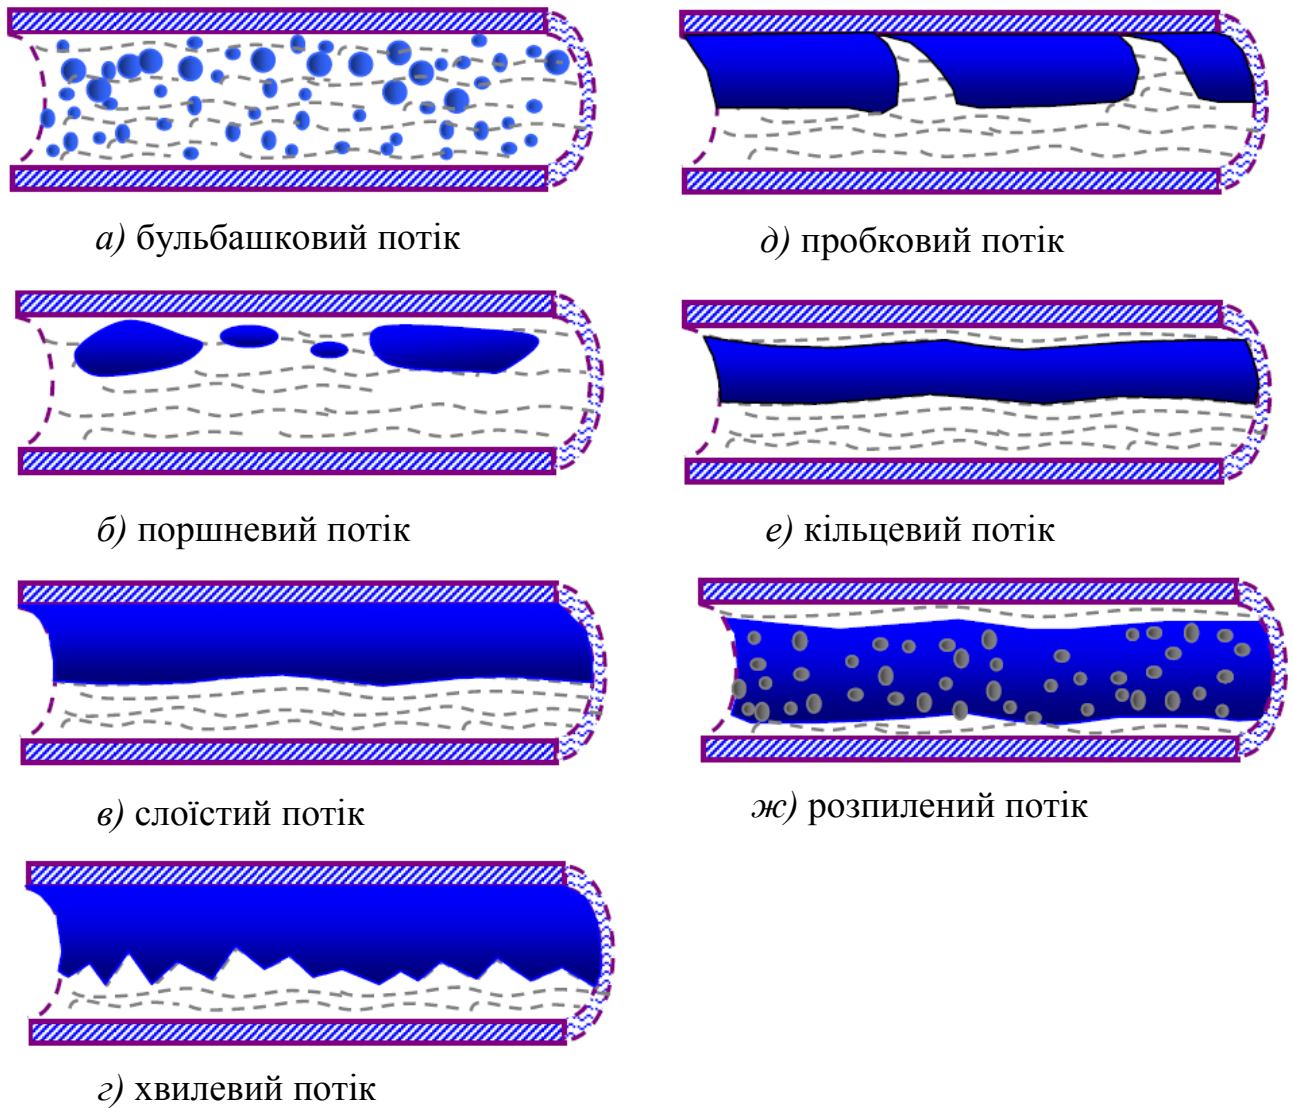 а) бульбашковий потік
б) поршневий потік
в) слоїстий потік
г) хвилевий потік
д) пробковий потік
е) кільцевий потік
ж) розпилений потік